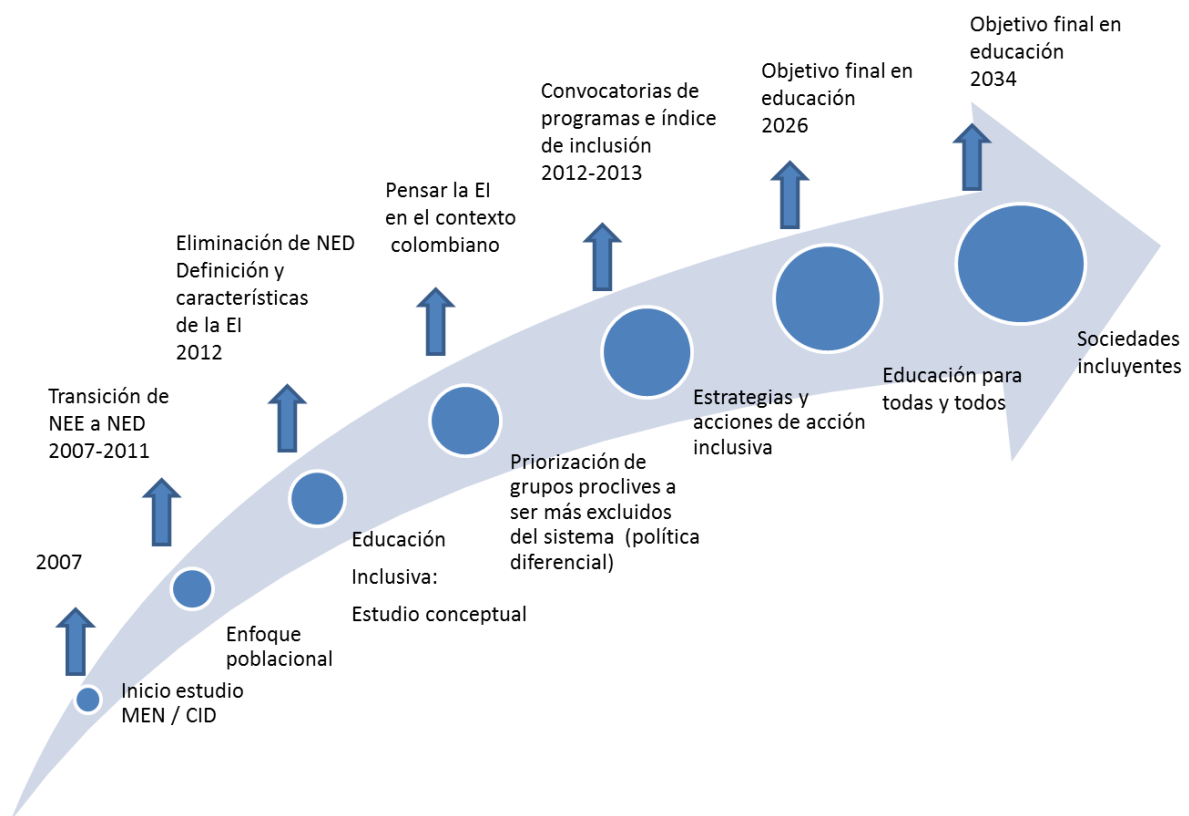 2007
Inicio estudio
MEN / CID
Transición de
NEE a NED
2007-2011
Enfoque
poblacional
Eliminación de NED
Definición y
características
de la EI
2012
Educación
Inclusiva:
Estudio conceptual
Pensar la EI
en el contexto
colombiano
Priorización de
grupos proclives a
ser más excluidos
del sistema (política
diferencial)
Convocatorias de
programas e índice
de inclusión
2012-2013
Estrategias y
acciones de acción
inclusiva
Objetivo final en
educación
2026
Educación para
todas y todos
Objetivo final en
educación
2034
Sociedades
incluyentes